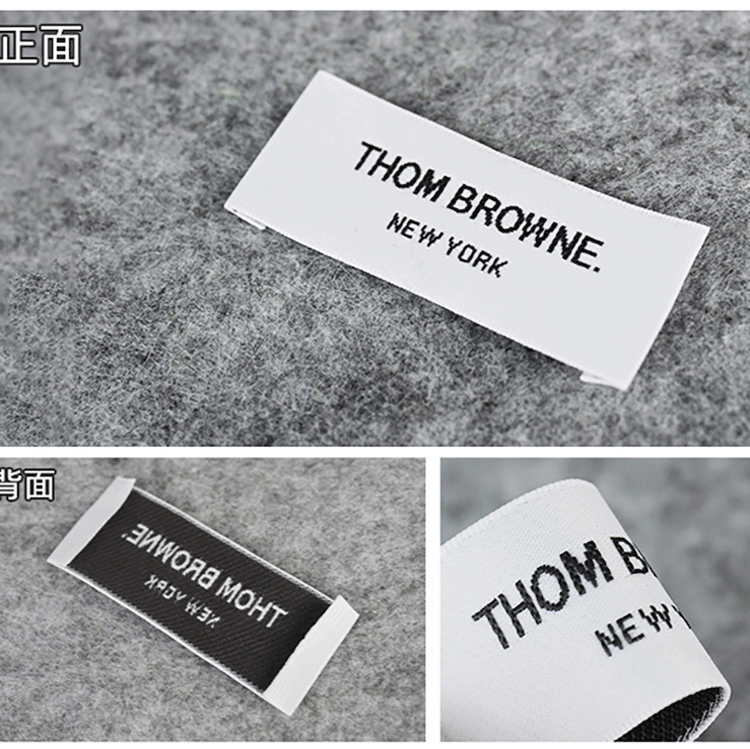 正面
THOM BROWNE.
NEW YORK
背面
THOM BROWNE.
NEW YORK
THOM B
NEW